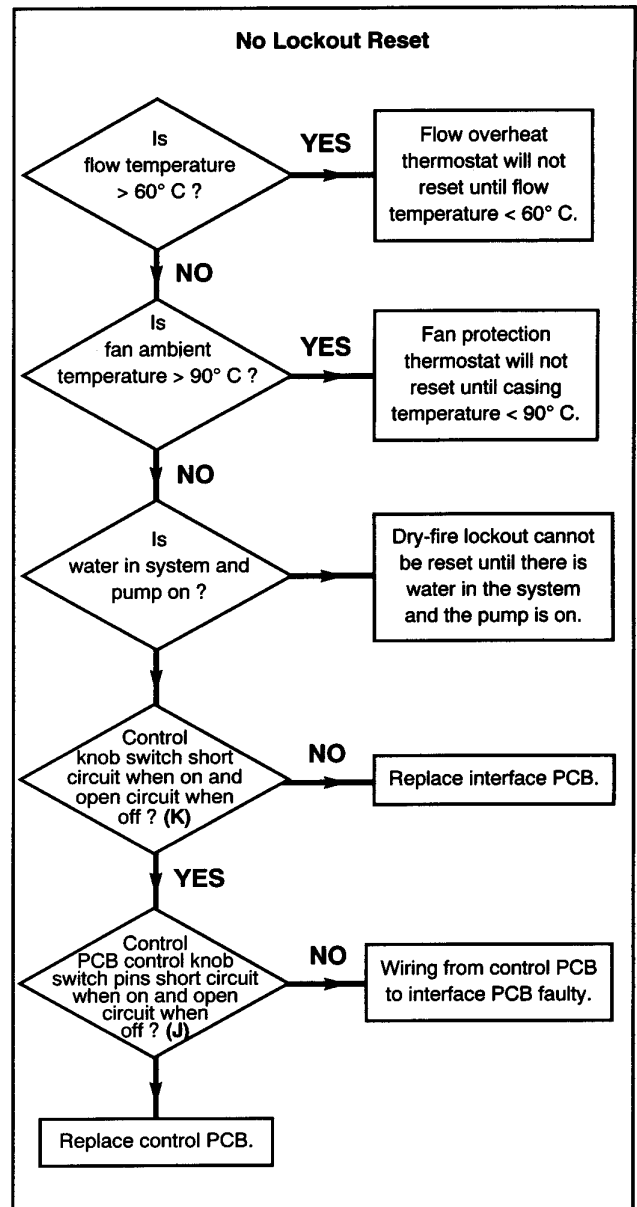 No Lockout Reset
Is
flow temperature
> 60° C ?
YES
Flow overheat
thermostat will not
reset until flow
temperature < 60° C.
NO
Is
fan ambient
temperature > 90° C ?
YES
Fan protection
thermostat will not
reset until casing
temperature < 90° C.
NO
Is
water in system and
pump on ?
Dry-fire lockout cannot
be reset until there is
water in the system
and the pump is on.
Control
knob switch short
circuit when on and
open circuit when
off ? (K)
NO
Replace interface PCB.
YES
Control
PCB control knob
switch pins short circuit
when on and open
circuit when
off ? (J)
NO
Wiring from control PCB
to interface PCB faulty.
Replace control PCB.